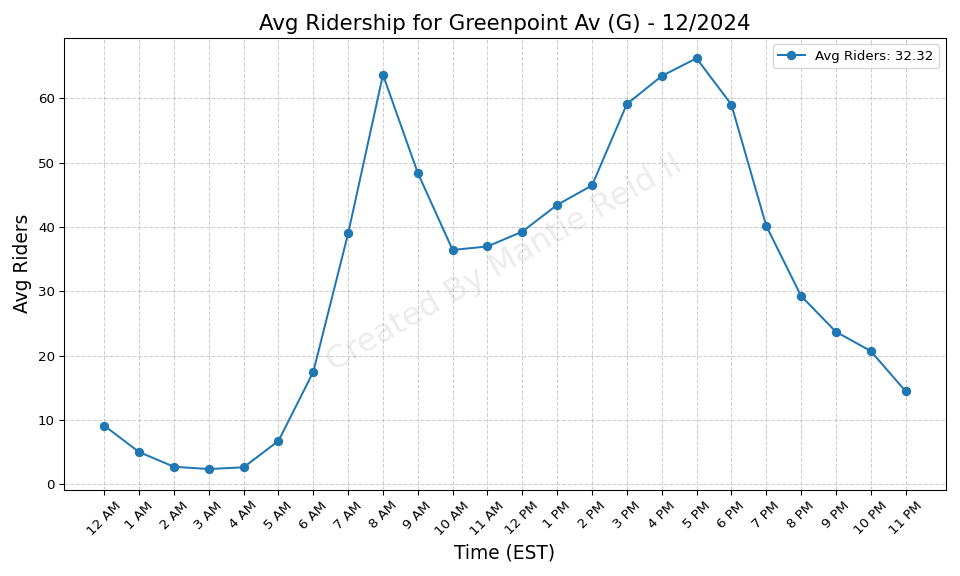 Avg Ridership for Greenpoint Av (G) - 12/2024
Avg Riders: 32.32
Avg Riders
60
50
40
30
20
10
0
Created By Mantle Reid II
12 AM 1 AM 2 AM 3 AM 4 AM 5 AM 6 AM 7 AM 8 AM 9 AM 10 AM 11 AM 12 PM 1 PM 2 PM 3 PM 4 PM 5 PM 6 PM 7 PM 8 PM 9 PM 10 PM 11 PM
Time (EST)